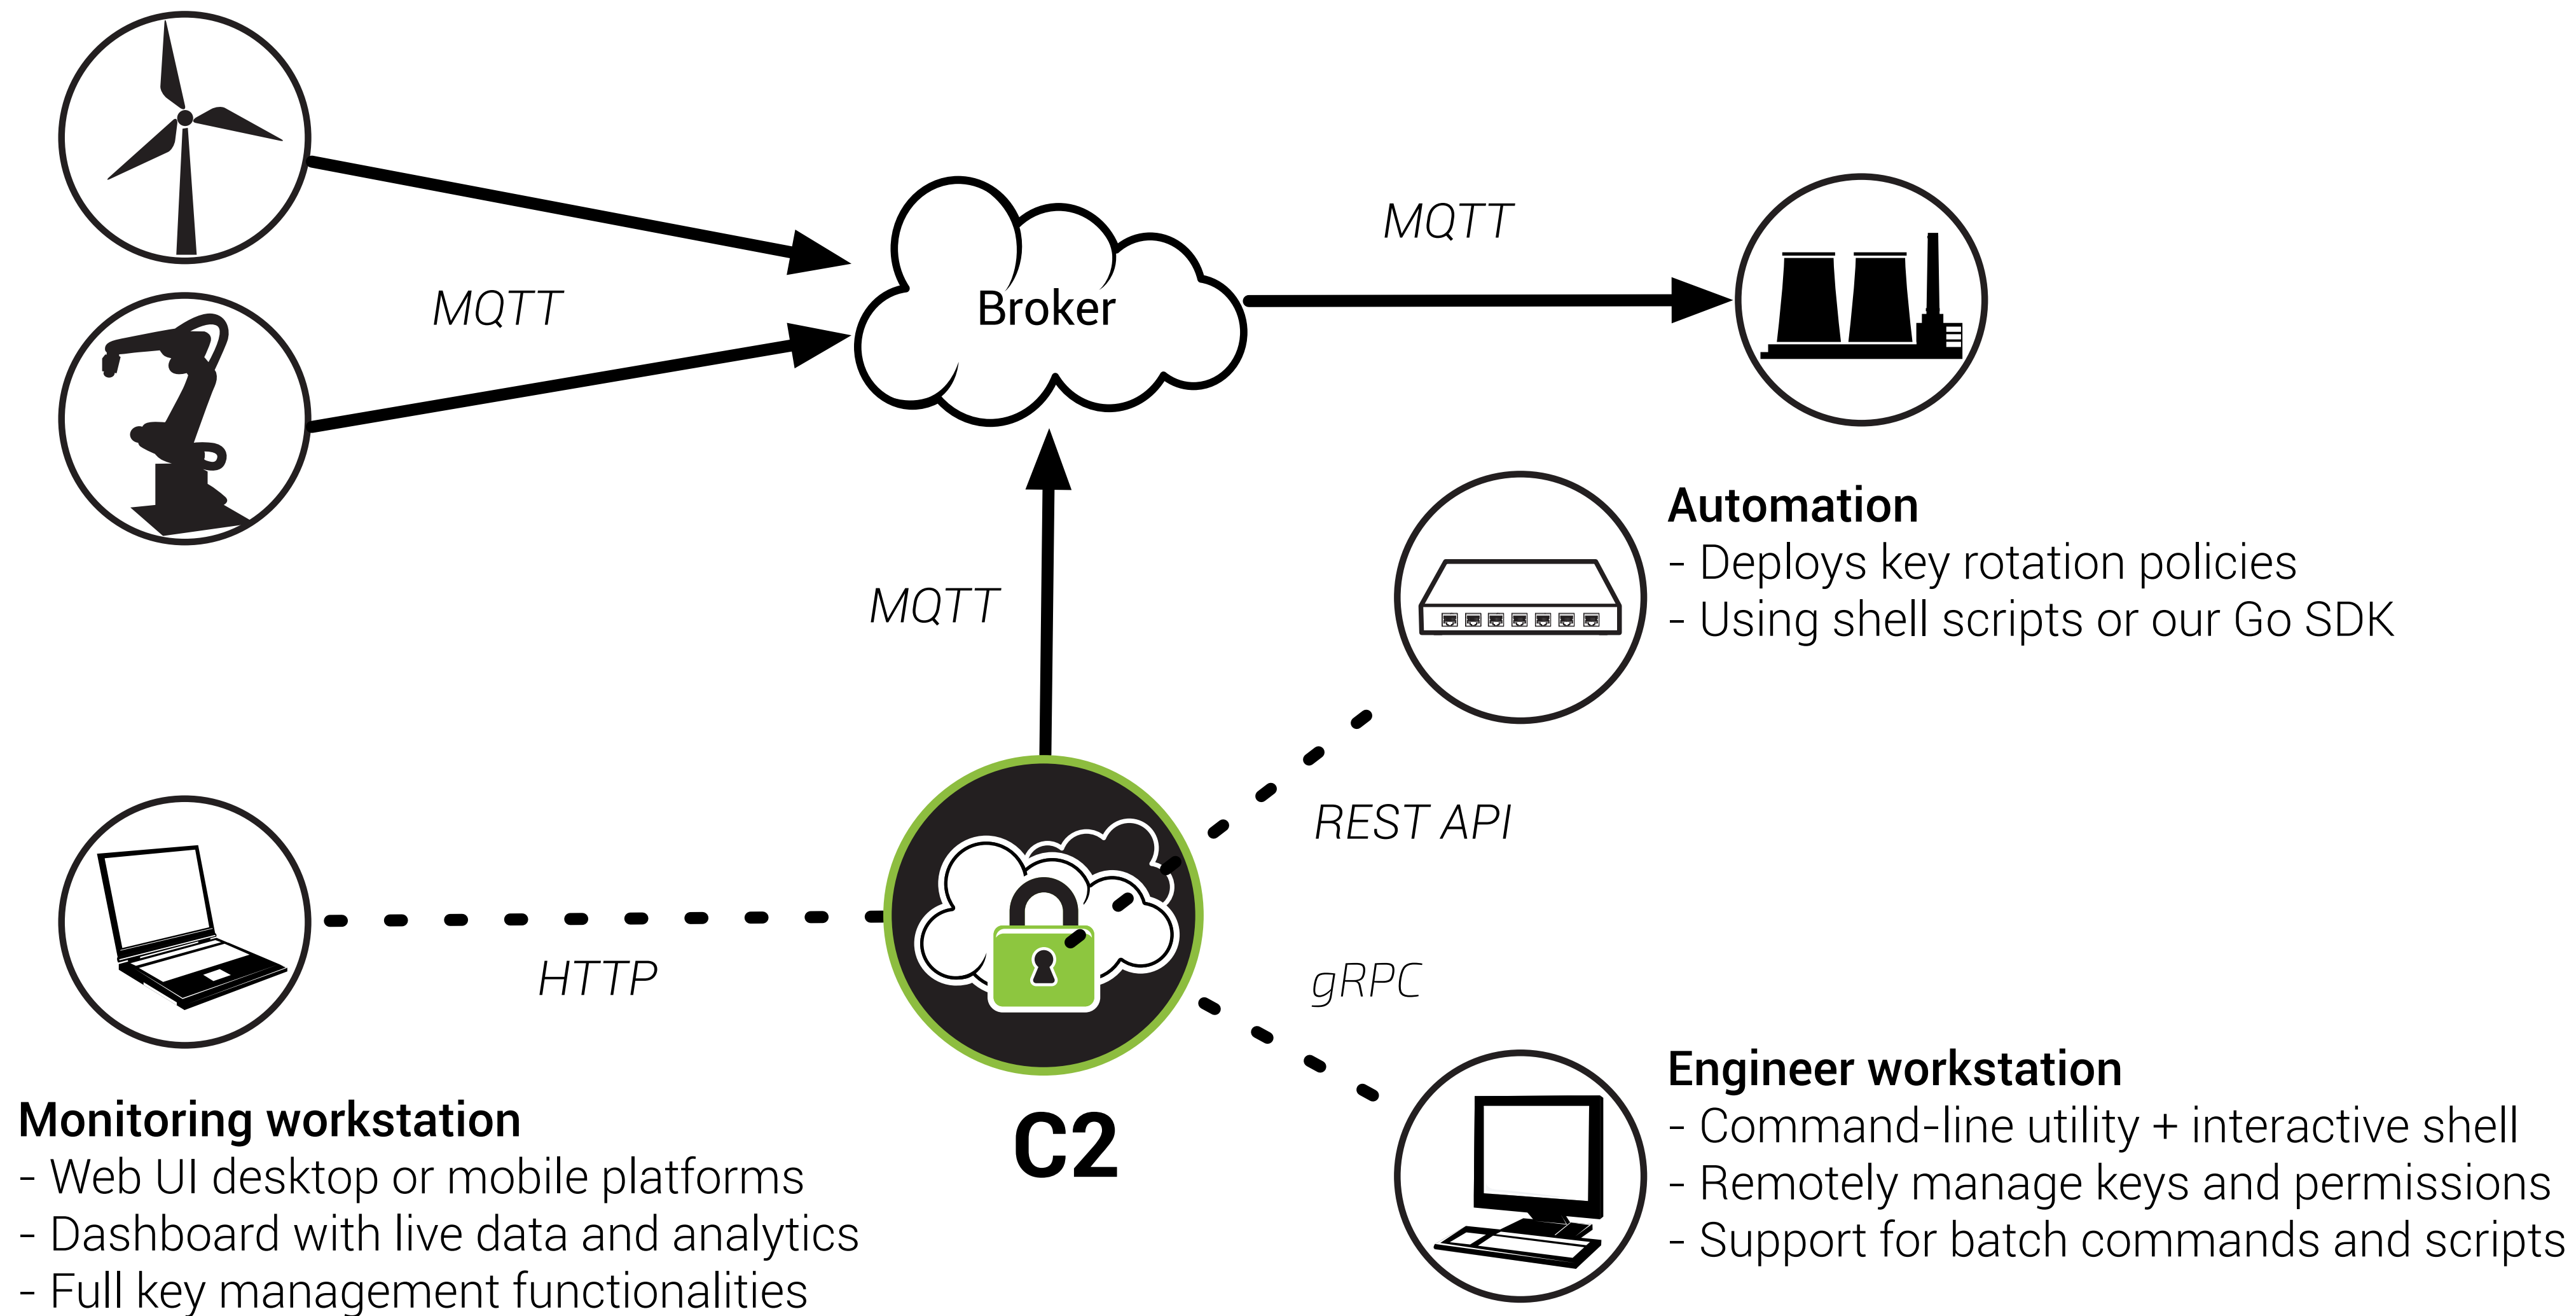 MQTT
MQTT
Broker
MQTT
Automation
- Deploys key rotation policies
- Using shell scripts or our Go SDK
REST API
HTTP
gRPC
C2
Monitoring workstation
- Web UI desktop or mobile platforms
- Dashboard with live data and analytics
- Full key management functionalities
Engineer workstation
- Command-line utility + interactive shell
- Remotely manage keys and permissions
- Support for batch commands and scripts